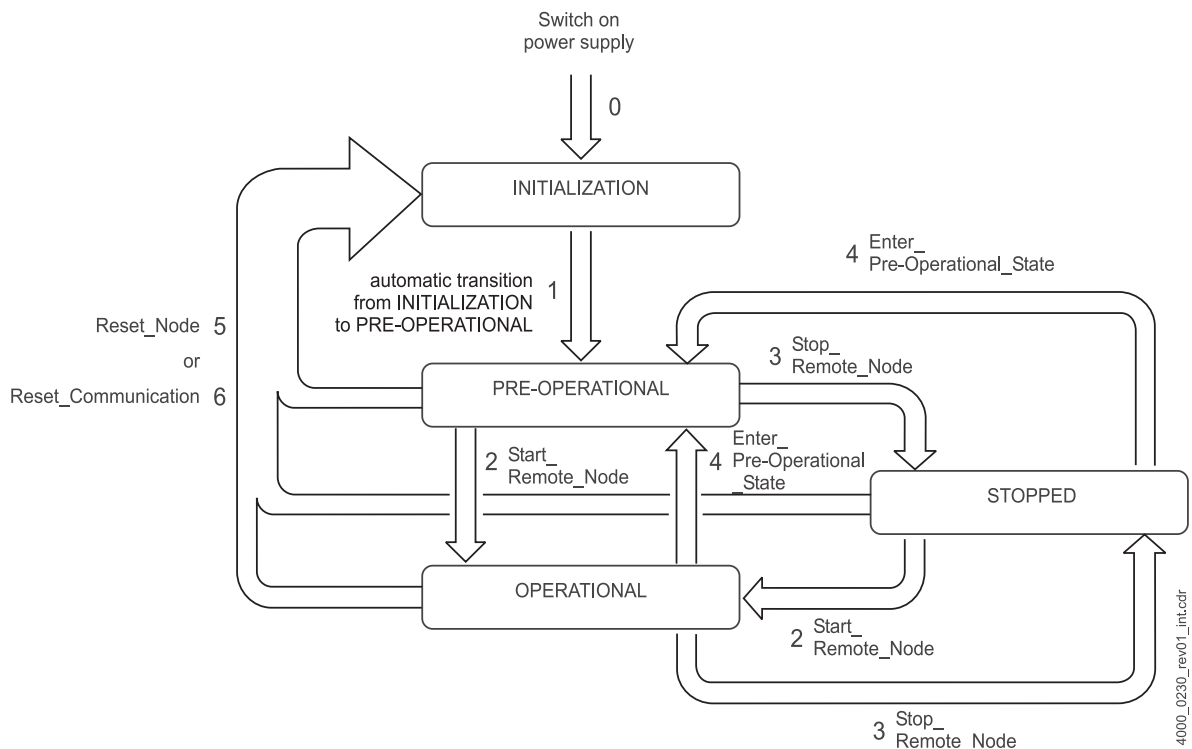 Switch on
power supply
0
INITIALIZATION
4 Enter_
Pre-Operational_State
automatic transition
from INITIALIZATION
to PRE-OPERATIONAL
1
Reset_Node 5
or
Reset_Communication 6
3 Stop_
Remote_Node
PRE-OPERATIONAL
2 Start_
Remote_Node
4 Enter_
Pre-Operational
_State
STOPPED
OPERATIONAL
2 Start_
Remote_Node
3 Stop_
Remote_Node
4000_0230_rev01_int.cdr